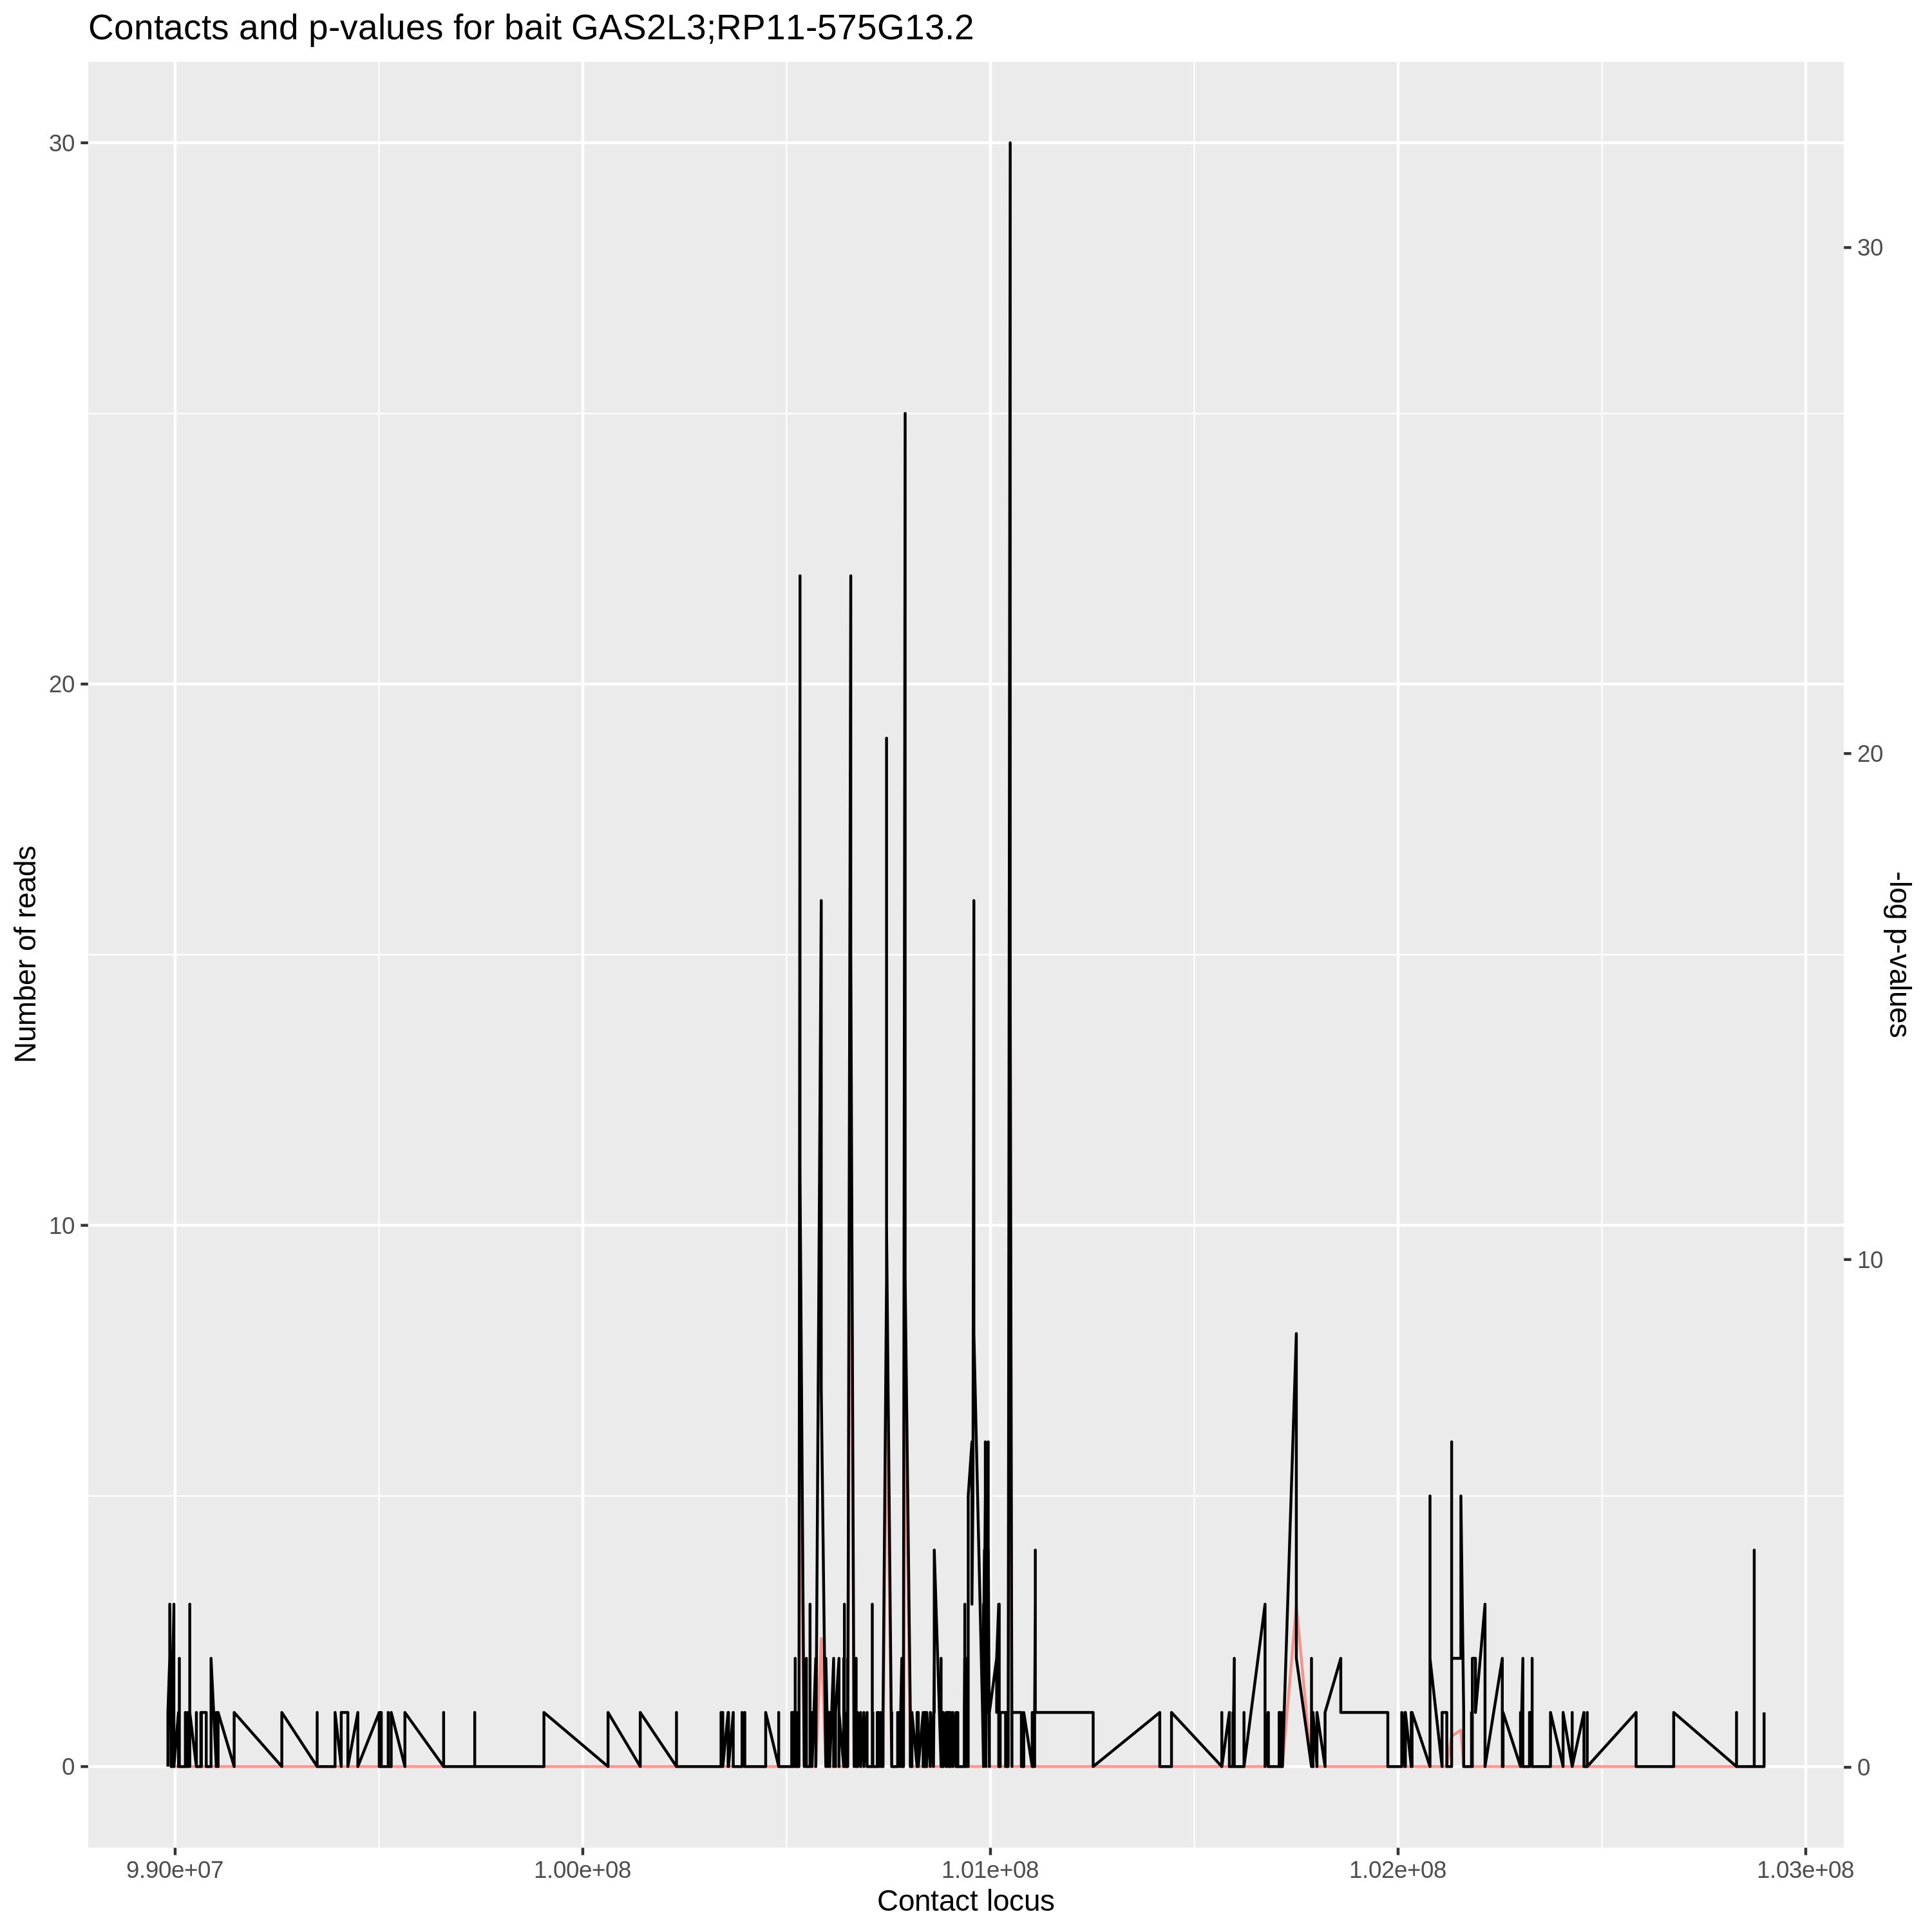 Contacts and p-values for bait GAS2L3;RP11-575G13.2
30
20
10
0
Number of reads
30
20
10
0
-log p-values
9.90e+07
1.00e+08
1.01e+08
1.02e+08
1.03e+08
Contact locus